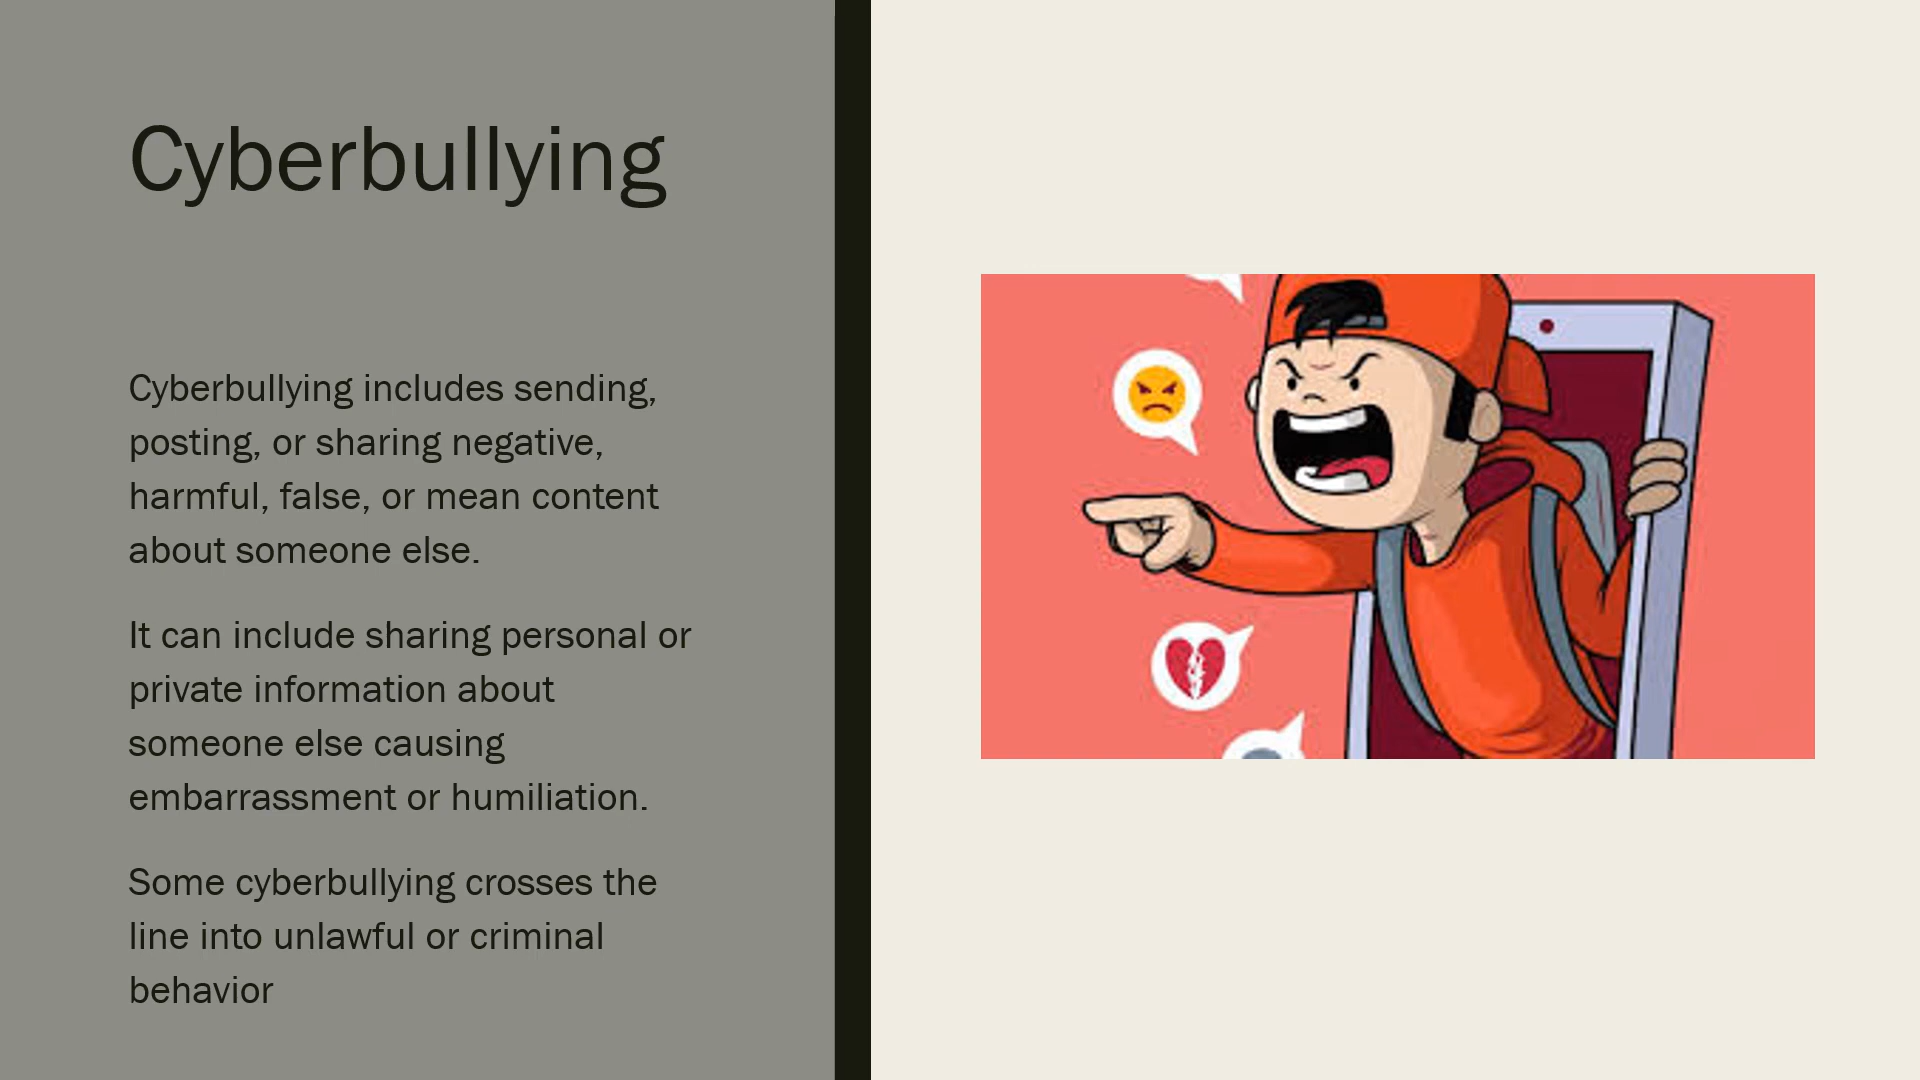 Cyberbullying
Cyberbullying includes sending,
posting, or sharing negative,
harmful, false, or mean content
about someone else.
It can include sharing personal or
private information about
someone else causing
embarrassment or humiliation.
Some cyberbullying crosses the
line into unlawful or criminal
behavior